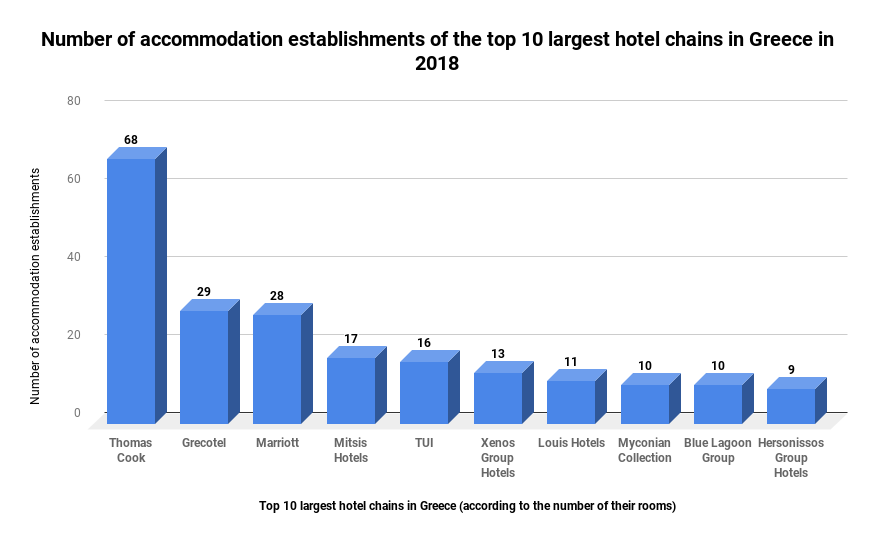 Number of accommodation establishments of the top 10 largest hotel chains in Greece in
2018
Number of accommodation establishments
80
60
40
20
0
68
29
28
17
16
13
11
10
10
9
Thomas
Cook
Grecotel
Marriott
Mitsis
Hotels
TUI
Xenos
Group
Hotels
Louis Hotels
Myconian
Collection
Blue Lagoon
Group
Hersonissos
Group
Hotels
Top 10 largest hotel chains in Greece (according to the number of their rooms)